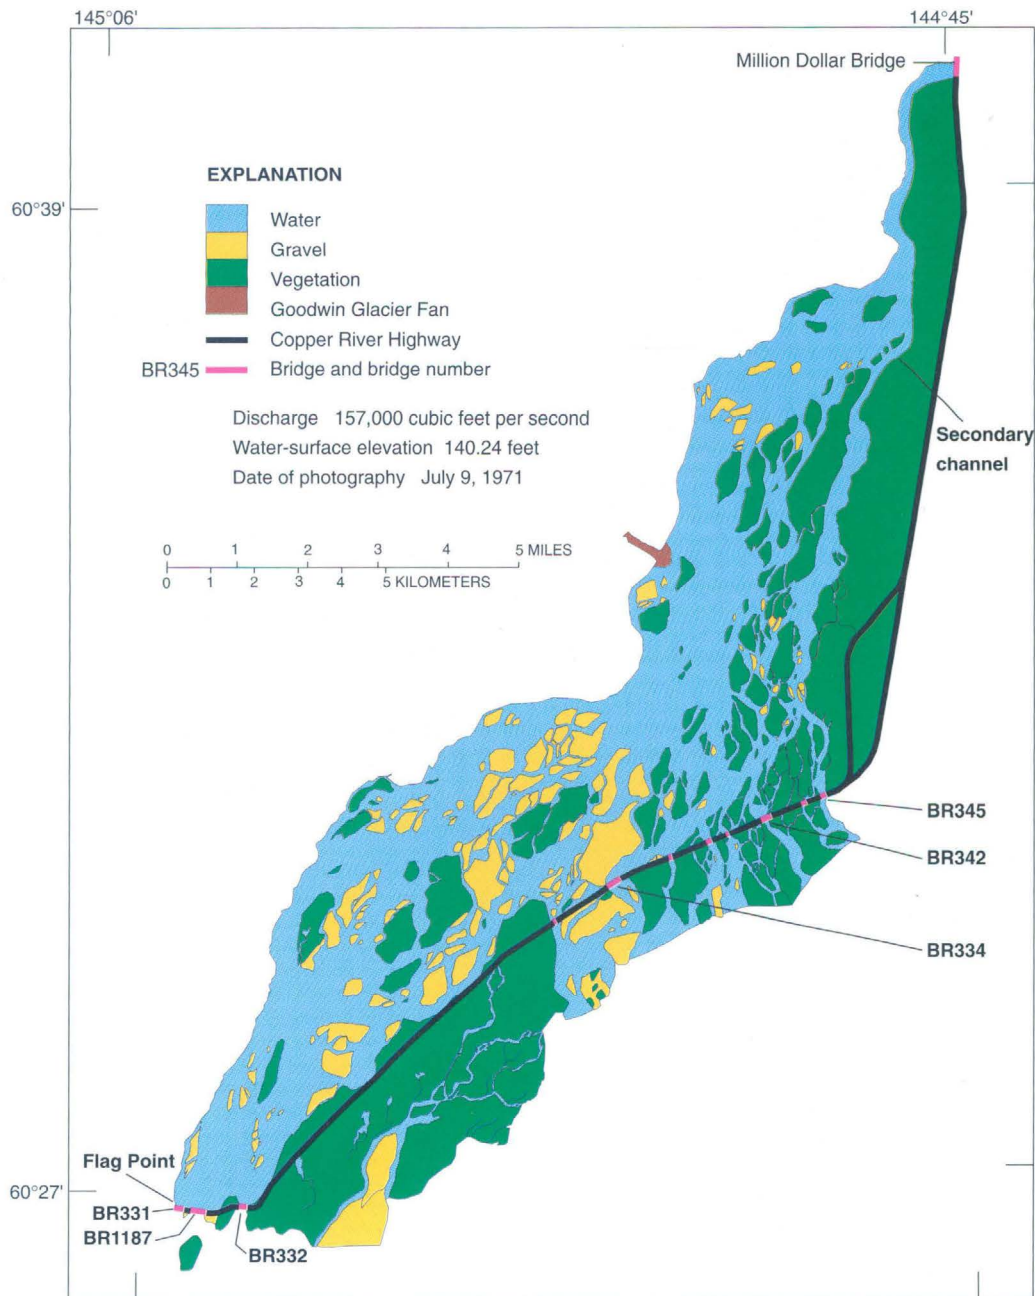 145°06'
144°45'
Million Dollar Bridge
EXPLANATION
60°39'
Water
Gravel
Vegetation
Goodwin Glacier Fan
Copper River Highway
BR345 Bridge and bridge number
Discharge 157,000 cubic feet per second
Water-surface elevation 140.24 feet
Date of photography July 9, 1971
Secondary
channel
0 1 2 3 4 5 MILES
0 1 2 3 4 5 KILOMETERS
BR345
BR342
BR334
Flag Point
60°27'
BR331
BR1187
BR332